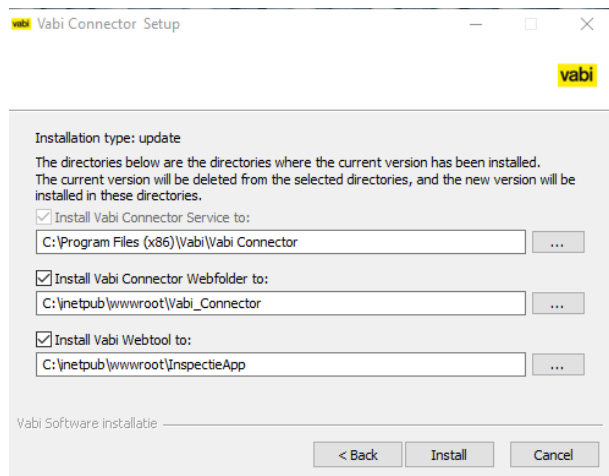 vabi Vabi Connector Setup
vabi
Installation type: update
The directories below are the directories where the current version has been installed.
The current version will be deleted from the selected directories, and the new version will be
installed in these directories.
Install Vabi Connector Service to:
C:\Program Files (x86)\Vabi\Vabi Connector
...
Install Vabi Connector Webfolder to:
C:\inetpub\wwwroot\Vabi_Connector
...
Install Vabi Webtool to:
C:\inetpub\wwwroot\InspectieApp
...
Vabi Software installatie
< Back Install Cancel